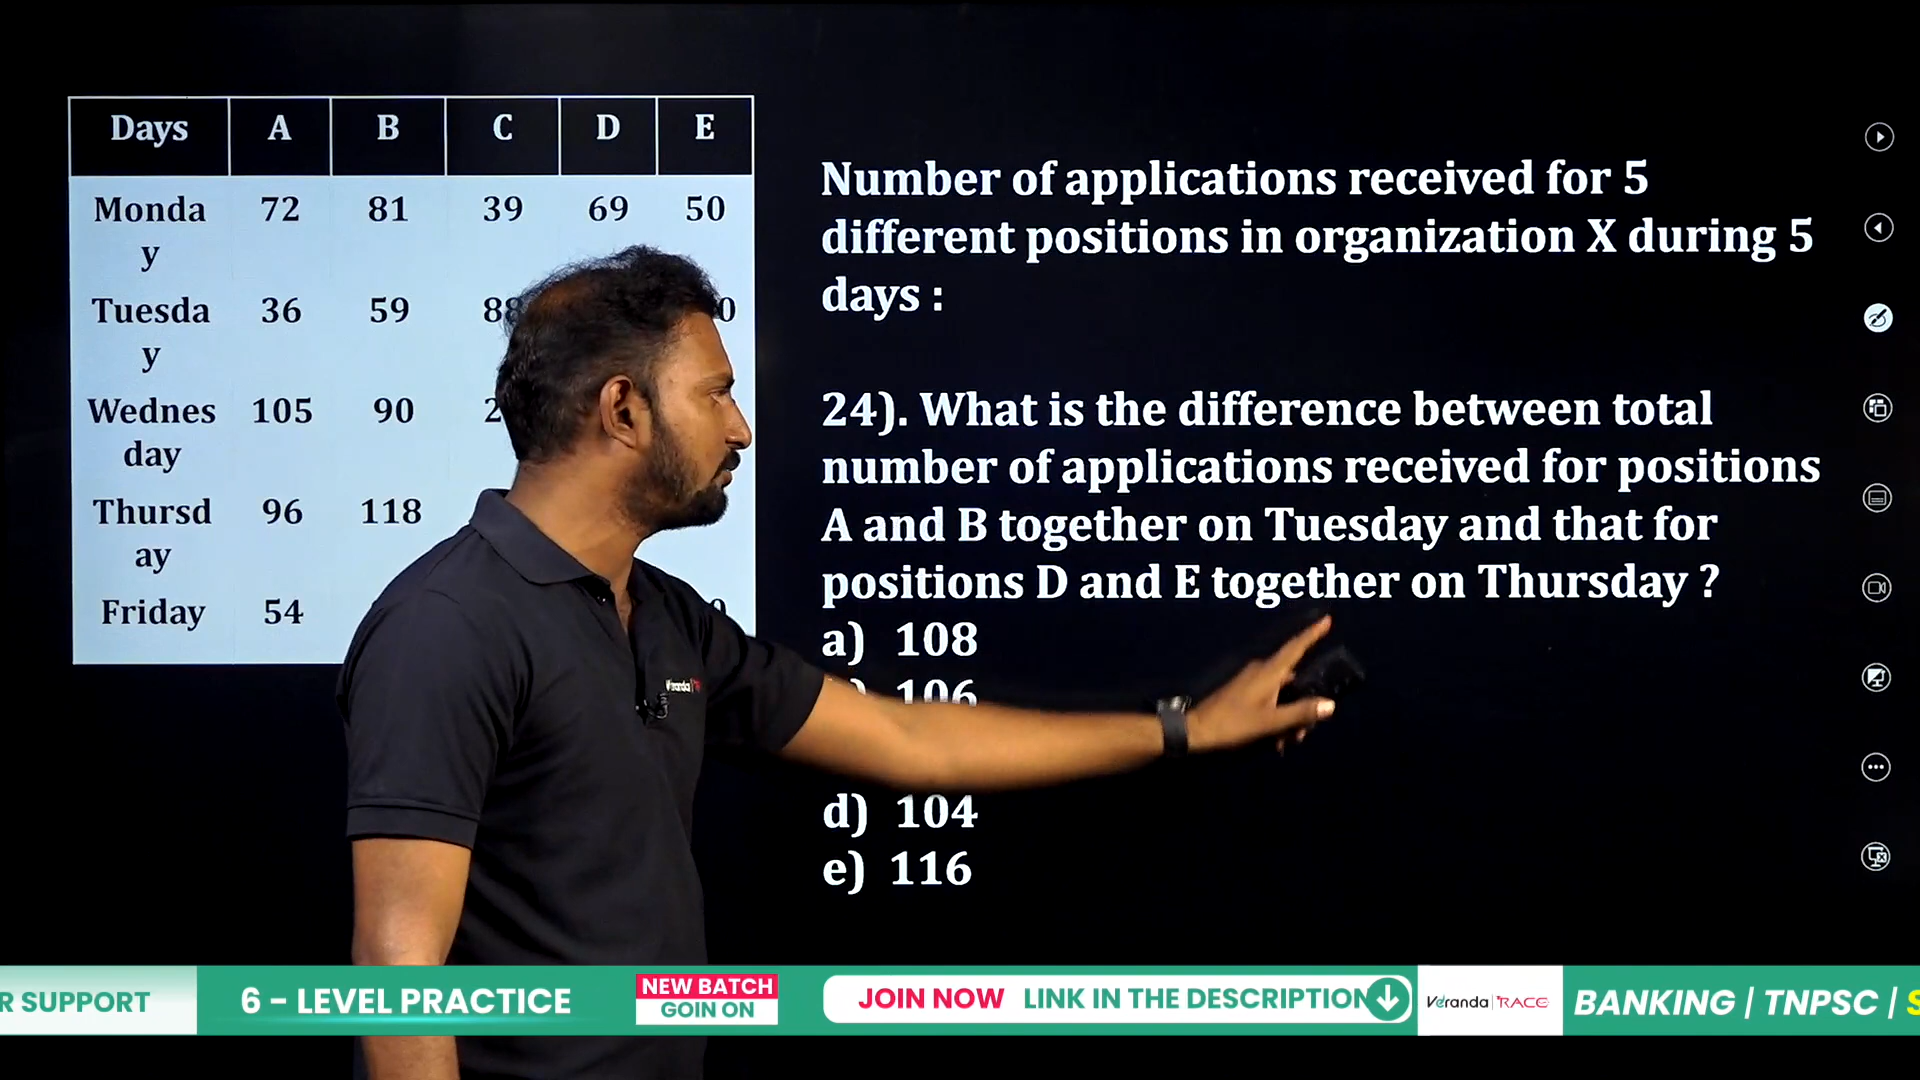 Days A B C D E
Monda 72 81 39 69 50
y
Tuesda 36 59 88
y
Wednes 105 90
day
Thursd 96 118
ay
Friday 54
Number of applications received for 5
different positions in organization X during 5
days :
24). What is the difference between total
number of applications received for positions
A and B together on Tuesday and that for
positions D and E together on Thursday ?
a) 108
106
d) 104
e) 116
R SUPPORT
6 - LEVEL PRACTICE
NEW BATCH
GOIN ON
JOIN NOW LINK IN THE DESCRIPTION
Veranda | RACE
BANKING | TNPSC |